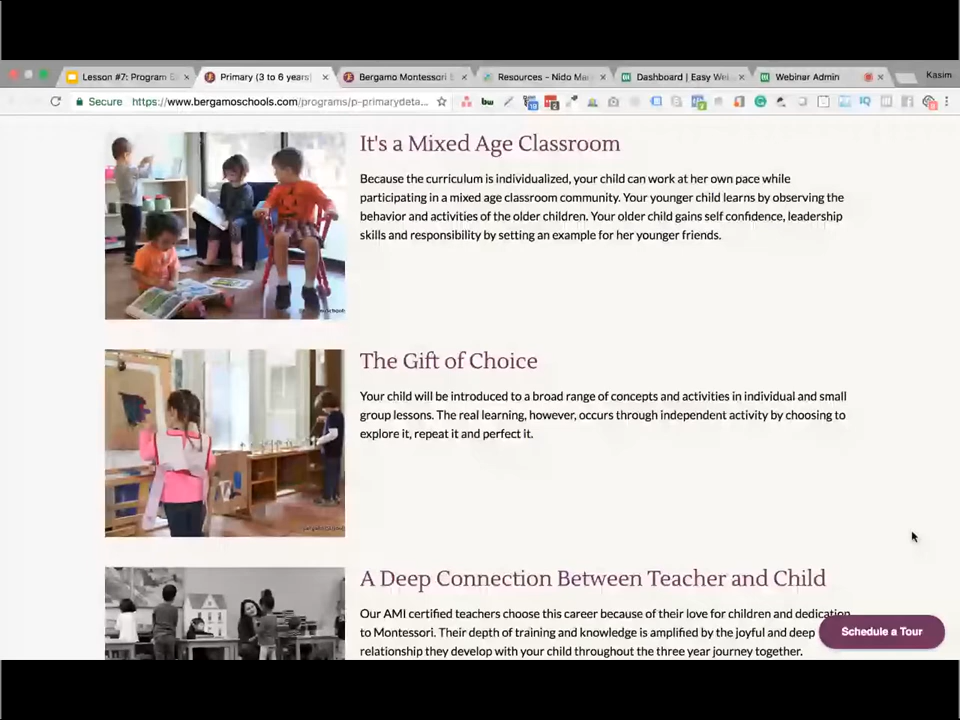 Lesson #7: Program
Primary (3 to 6 years)
Bergamo Montessori
Resources - Nido
Dashboard | Easy
Webinar Admin
Kasim
Secure
https://www.bergamoschools.com/programs/p-primarydeta...
It's a Mixed Age Classroom
Because the curriculum is individualized, your child can work at her own pace while
participating in a mixed age classroom community. Your younger child learns by observing the
behavior and activities of the older children. Your older child gains self confidence, leadership
skills and responsibility by setting an example for her younger friends.
The Gift of Choice
Your child will be introduced to a broad range of concepts and activities in individual and small
group lessons. The real learning, however, occurs through independent activity by choosing to
explore it, repeat it and perfect it.
A Deep Connection Between Teacher and Child
Our AMI certified teachers choose this career because of their love for children and dedication
to Montessori. Their depth of training and knowledge is amplified by the joyful and deep
relationship they develop with your child throughout the three year journey together.
Schedule a Tour